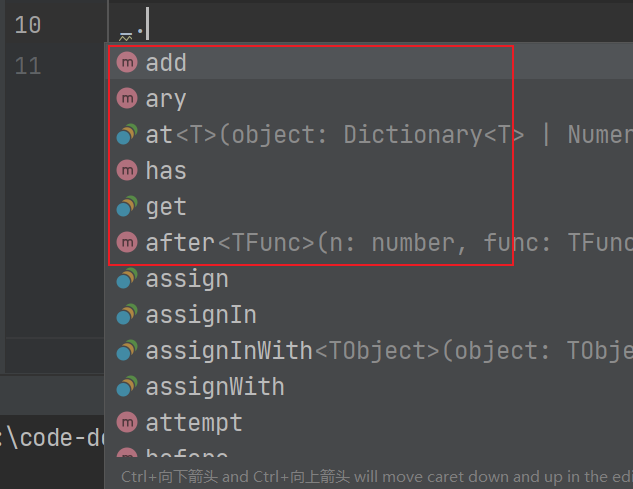 10 _.
11
m add
m ary
at<T>(object: Dictionary<T> | Numer
m has
get
m after<TFunc>(n: number, func: TFunc
assign
assignIn
assignInWith<TObject>(object: TObje
assignWith
m attempt
m before
:\code-de
Ctrl+向下箭头 and Ctrl+向上箭头 will move caret down and up in the edi